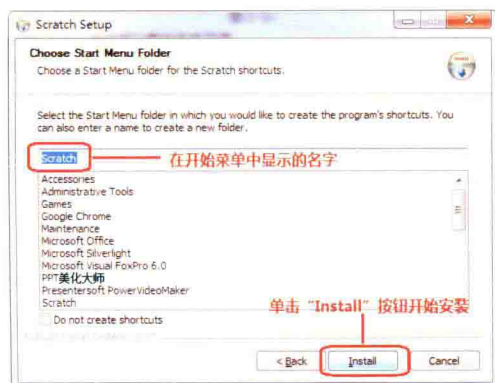 Scratch Setup
Choose Start Menu Folder
Choose a Start Menu folder for the Scratch shortcuts.
Select the Start Menu folder in which you would like to create the program's shortcuts. You
can also enter a name to create a new folder.
Scratch
在开始菜单中显示的名字
Accessories
Administrative Tools
Games
Google Chrome
Maintenance
Microsoft Office
Microsoft Silverlight
Microsoft Visual FoxPro 6.0
PPT美化大师
Presentersoft PowerVideoMaker
Scratch
单击“Install”按钮开始安装
Do not create shortcuts
< Back
Install
Cancel